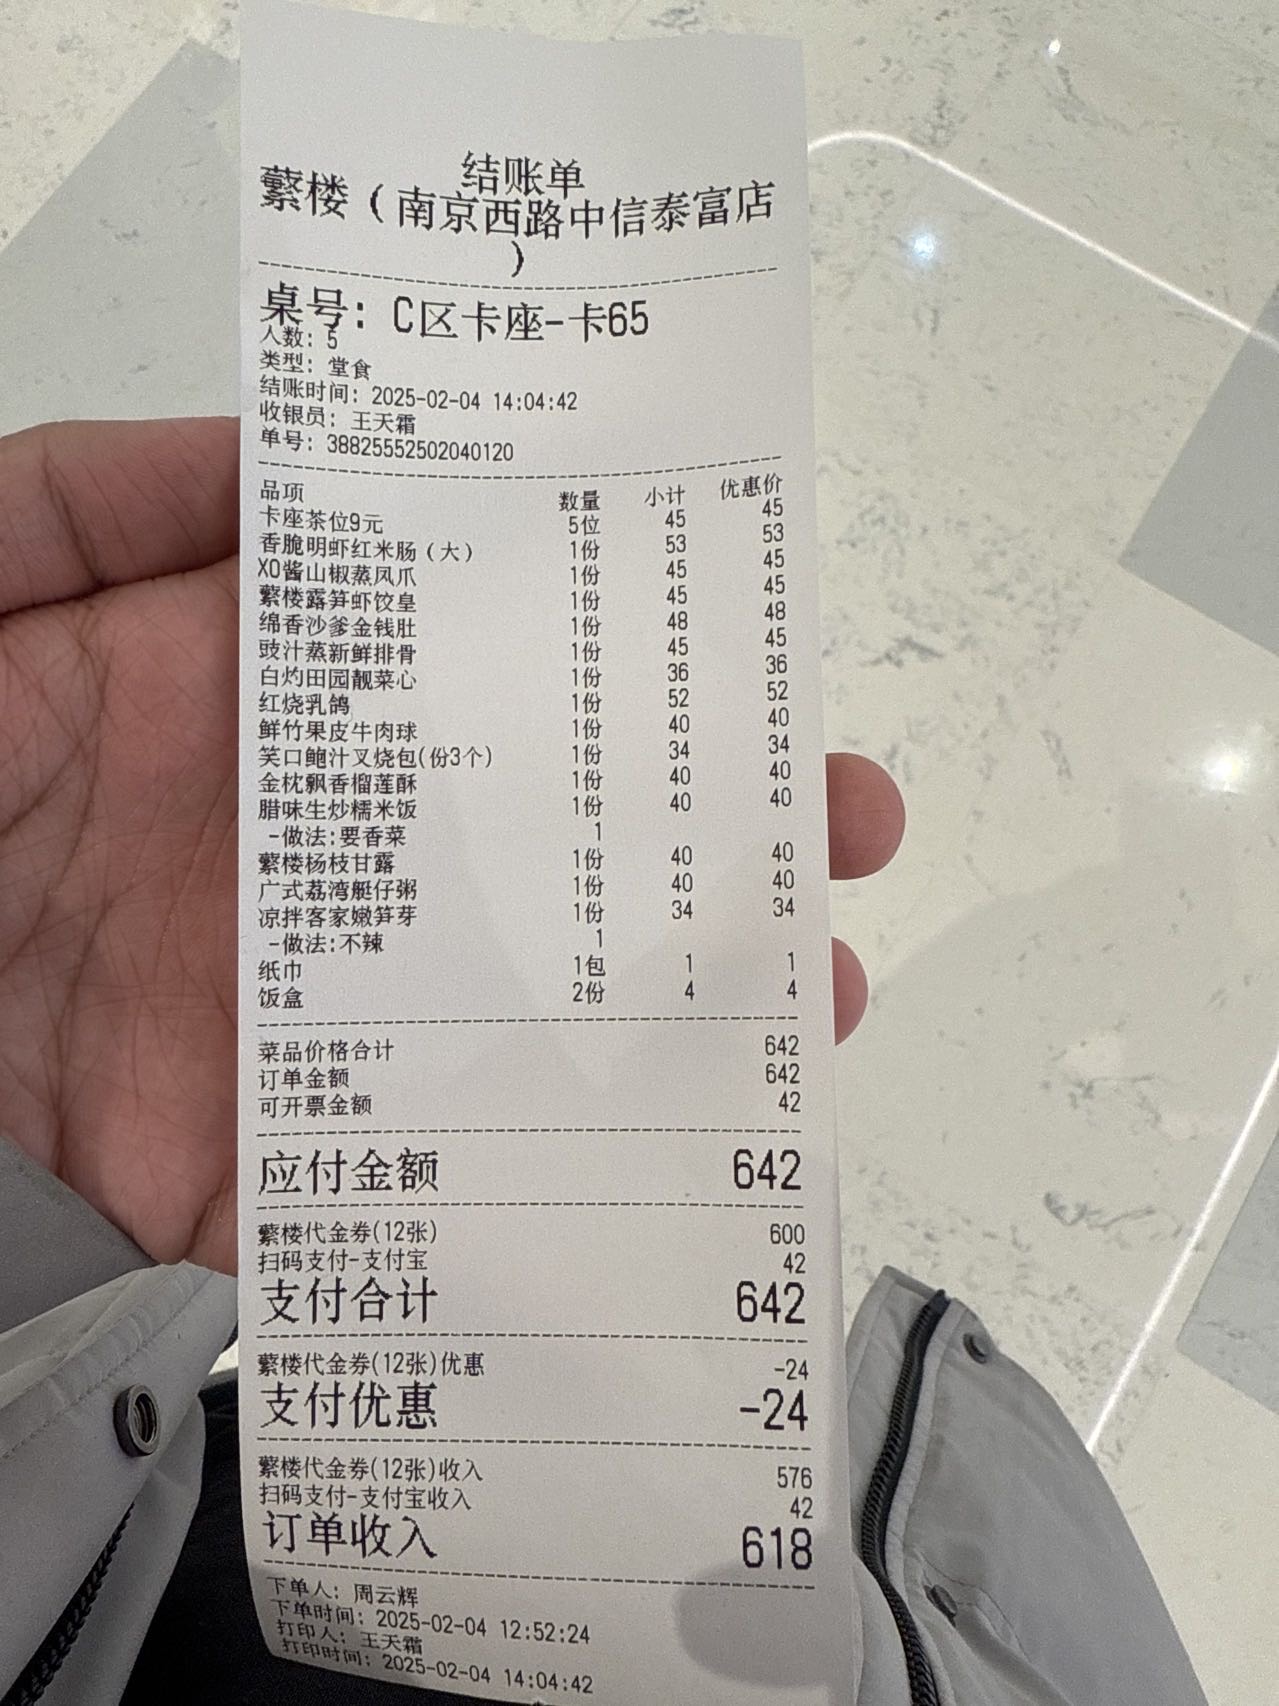 结账单
蘩楼（南京西路中信泰富店
）
桌号: C区卡座-卡65
人数: 5
类型: 堂食
结账时间: 2025-02-04 14:04:42
收银员: 王天霜
单号: 38825552502040120
品项 数量 小计 优惠价
卡座茶位9元 5位 45 45
香脆明虾红米肠（大） 1份 53 53
XO酱山椒蒸凤爪 1份 45 45
蘩楼露笋虾饺皇 1份 45 45
绵香沙爹金钱肚 1份 48 48
豉汁蒸新鲜排骨 1份 45 45
白灼田园靓菜心 1份 36 36
红烧乳鸽 1份 52 52
鲜竹果皮牛肉球 1份 40 40
笑口鲍汁叉烧包(份3个) 1份 34 34
金枕飘香榴莲酥 1份 40 40
腊味生炒糯米饭 1份 40 40
-做法:要香菜 1
蘩楼杨枝甘露 1份 40 40
广式荔湾艇仔粥 1份 40 40
凉拌客家嫩笋芽 1份 34 34
-做法:不辣 1
纸巾 1包 1 1
饭盒 2份 4 4
菜品价格合计 642
订单金额 642
可开票金额 42
应付金额 642
蘩楼代金券(12张) 600
扫码支付-支付宝 42
支付合计 642
蘩楼代金券(12张)优惠 -24
支付优惠 -24
蘩楼代金券(12张)收入 576
扫码支付-支付宝收入 42
订单收入 618
下单人: 周云辉
下单时间: 2025-02-04 12:52:24
打印人: 王天霜
打印时间: 2025-02-04 14:04:42